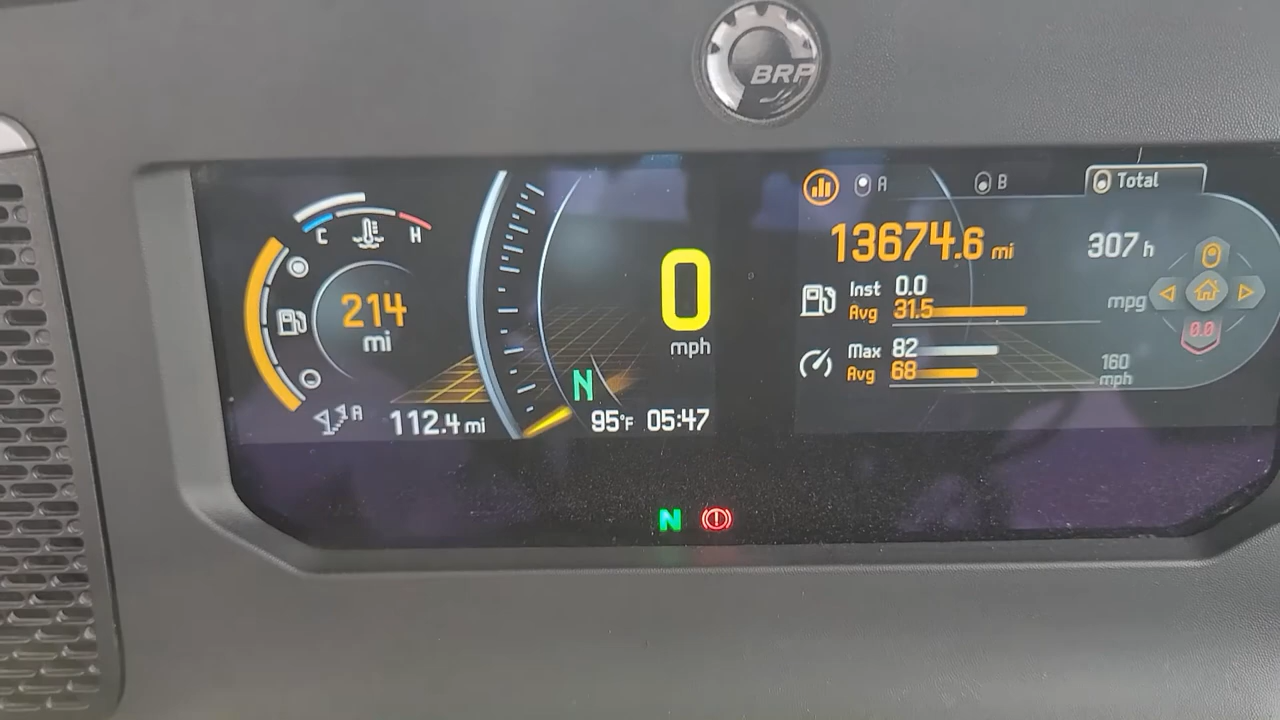 BRP
C H
214
mi
A 112.4 mi
0
mph
N
95°F 05:47
A B Total
13674.6 mi 307 h
Inst 0.0
Avg 31.5 mpg
Max 82
Avg 68 160 mph
0.0
N